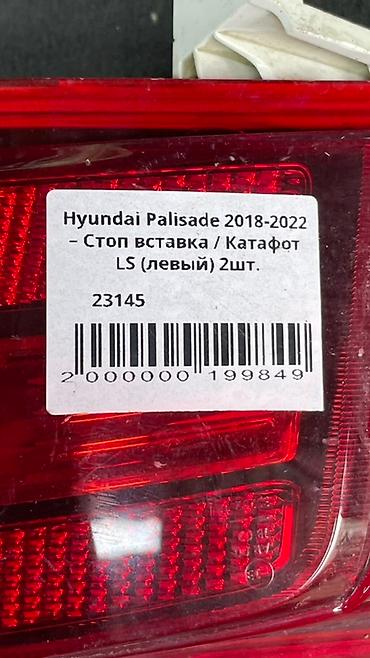 Hyundai Palisade 2018-2022
– Стоп вставка / Катафот
LS (левый) 2шт.
23145
2 000000 199849